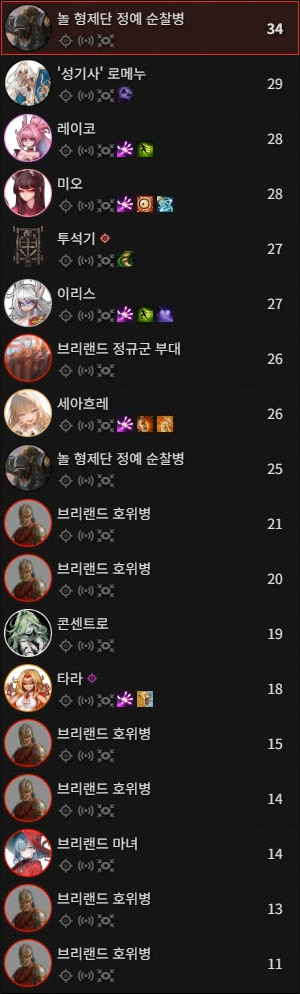 놀 형제단 정예 순찰병
34
'성기사' 로메누
29
레이코
28
미오
28
투석기
27
이리스
27
브리랜드 정규군 부대
26
세아흐레
26
놀 형제단 정예 순찰병
25
브리랜드 호위병
21
브리랜드 호위병
20
콘센트로
19
타라
18
브리랜드 호위병
15
브리랜드 호위병
14
브리랜드 마녀
14
브리랜드 호위병
13
브리랜드 호위병
11